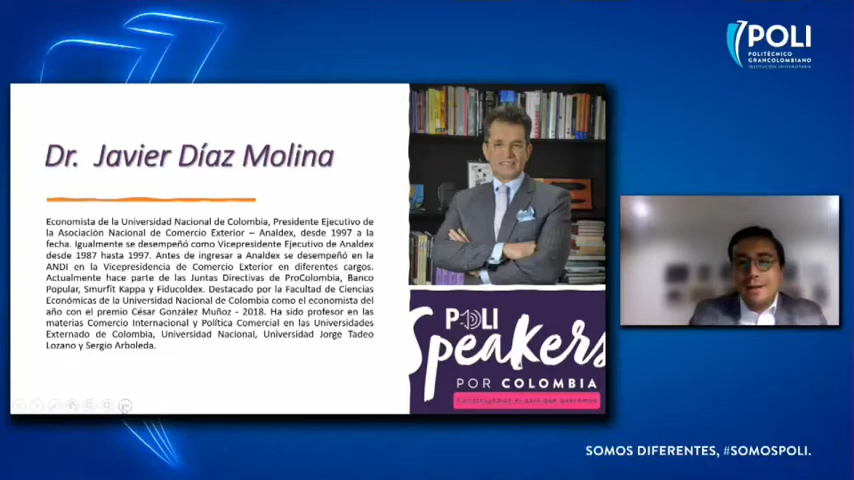 POLI
POLITÉCNICO
GRANCOLOMBIANO
INSTITUCIÓN UNIVERSITARIA
Dr. Javier Díaz Molina
Economista de la Universidad Nacional de Colombia, Presidente Ejecutivo de
la Asociación Nacional de Comercio Exterior – Analdex, desde 1997 a la
fecha. Igualmente se desempeñó como Vicepresidente Ejecutivo de Analdex
desde 1987 hasta 1997. Antes de ingresar a Analdex se desempeñó en la
ANDI en la Vicepresidencia de Comercio Exterior en diferentes cargos.
Actualmente hace parte de las Juntas Directivas de ProColombia, Banco
Popular, Smurfit Kappa y Fiducoldex. Destacado por la Facultad de Ciencias
Económicas de la Universidad Nacional de Colombia como el economista del
año con el premio César González Muñoz - 2018. Ha sido profesor en las
materias Comercio Internacional y Política Comercial en las Universidades
Externado de Colombia, Universidad Nacional, Universidad Jorge Tadeo
Lozano y Sergio Arboleda.
POLI
Speakers
POR COLOMBIA
Construyendo el país que queremos
SOMOS DIFERENTES, #SOMOSPOLI.